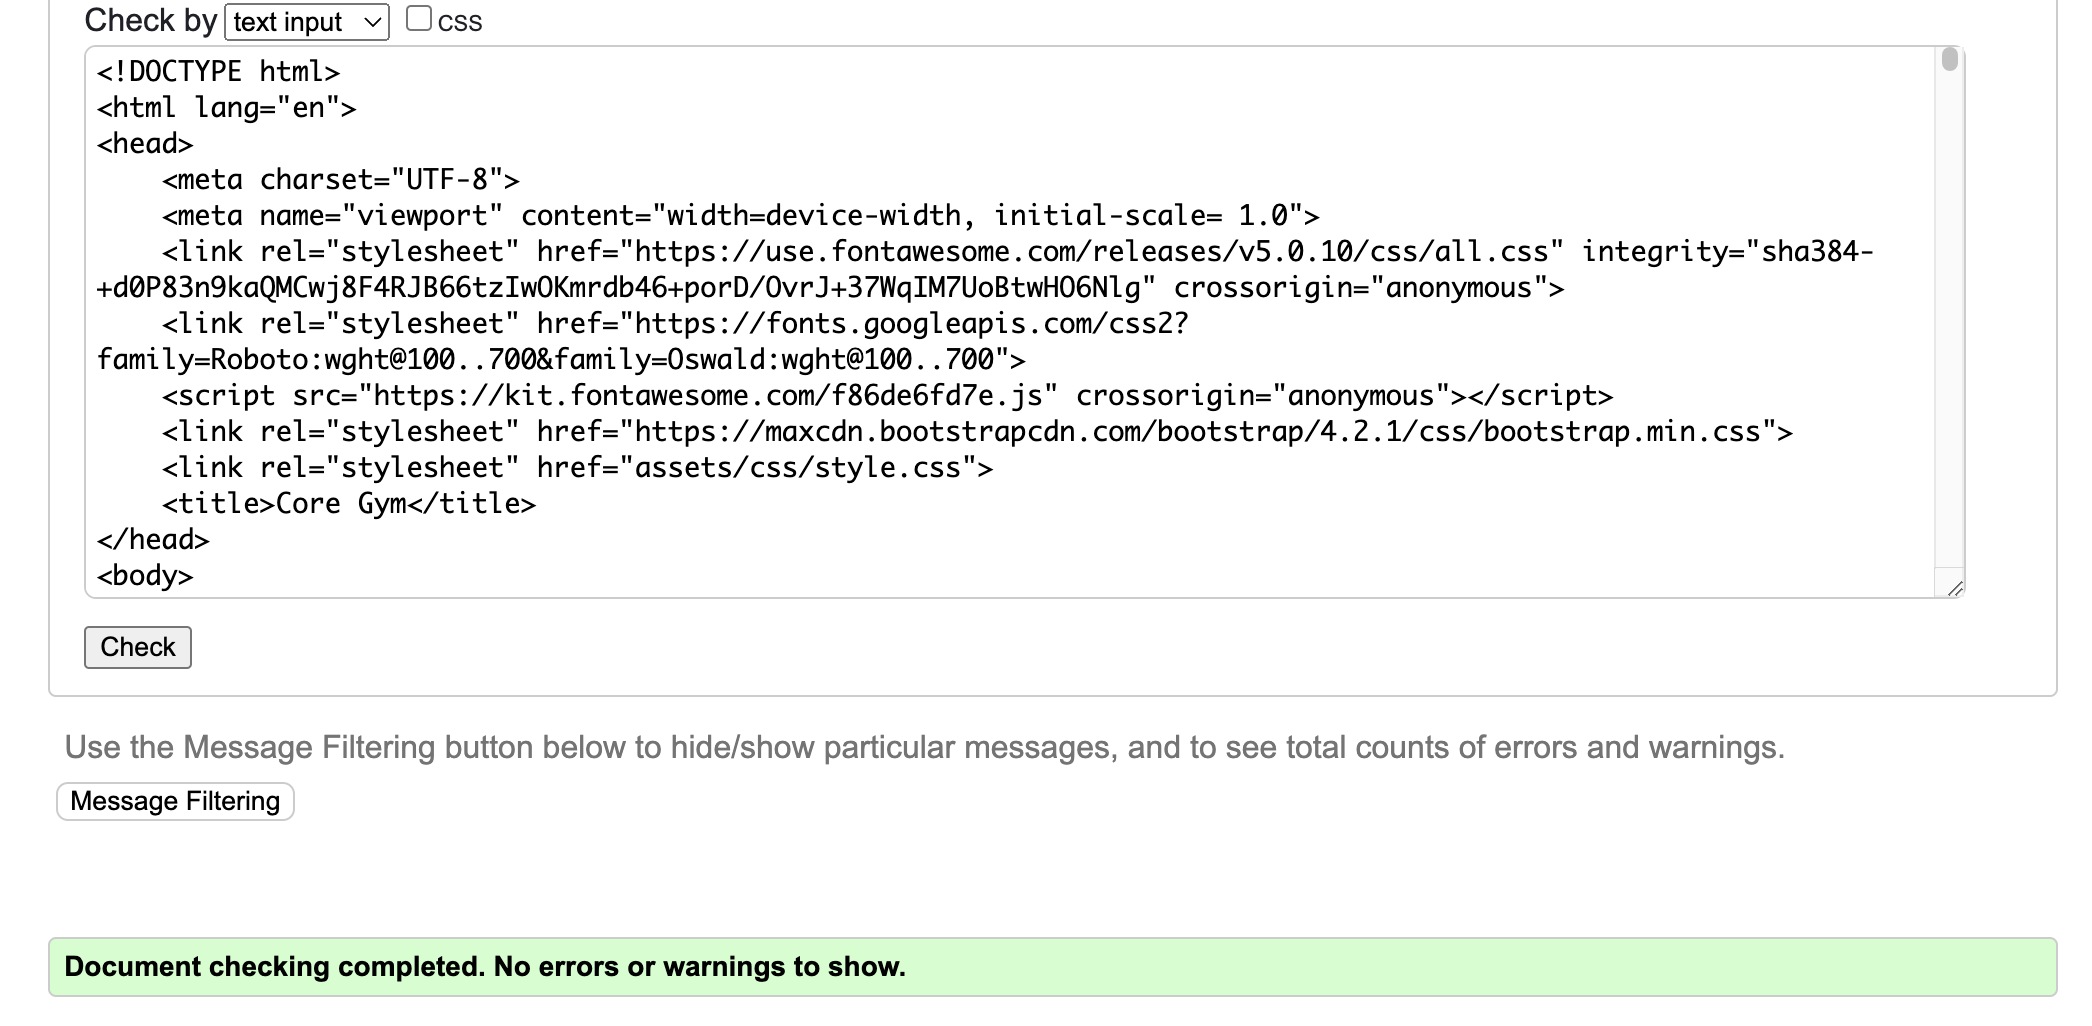 Check by text input css
<!DOCTYPE html>
<html lang="en">
<head>
    <meta charset="UTF-8">
    <meta name="viewport" content="width=device-width, initial-scale= 1.0">
    <link rel="stylesheet" href="https://use.fontawesome.com/releases/v5.0.10/css/all.css" integrity="sha384-
+d0P83n9kaQMCwj8F4RJB66tzIwOKmrdb46+porD/OvrJ+37WqIM7UoBtwHO6Nlg" crossorigin="anonymous">
    <link rel="stylesheet" href="https://fonts.googleapis.com/css2?
family=Roboto:wght@100..700&family=Oswald:wght@100..700">
    <script src="https://kit.fontawesome.com/f86de6fd7e.js" crossorigin="anonymous"></script>
    <link rel="stylesheet" href="https://maxcdn.bootstrapcdn.com/bootstrap/4.2.1/css/bootstrap.min.css">
    <link rel="stylesheet" href="assets/css/style.css">
    <title>Core Gym</title>
</head>
<body>
Check
Use the Message Filtering button below to hide/show particular messages, and to see total counts of errors and warnings.
Message Filtering
Document checking completed. No errors or warnings to show.